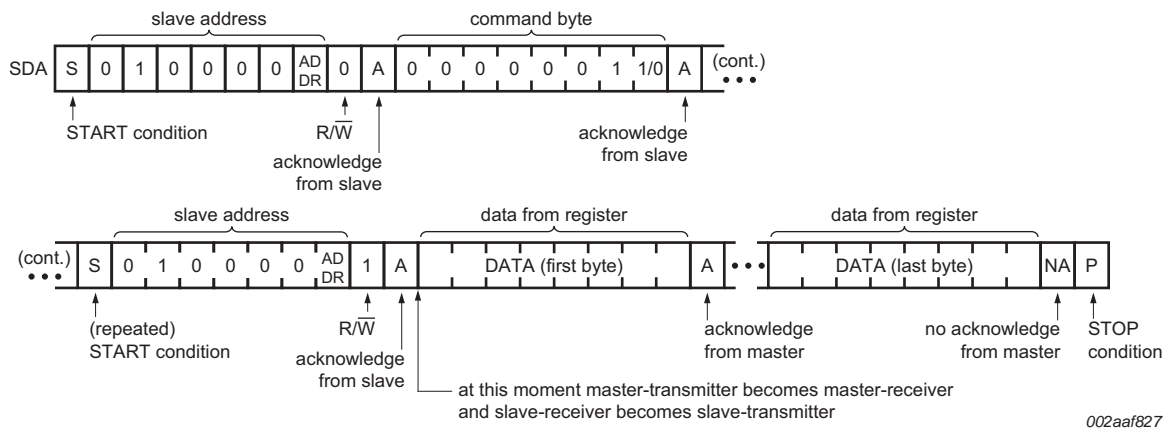 slave address command byte
SDA S 0 1 0 0 0 0 AD DR 0 A 0 0 0 0 0 0 1 1/0 A (cont.)
START condition R/W̅ acknowledge from slave acknowledge from slave
slave address data from register data from register
(cont.) S 0 1 0 0 0 0 AD DR 1 A DATA (first byte) A DATA (last byte) NA P
(repeated) START condition R/W̅ acknowledge from slave acknowledge from master no acknowledge from master STOP condition
at this moment master-transmitter becomes master-receiver
and slave-receiver becomes slave-transmitter
002aaf827